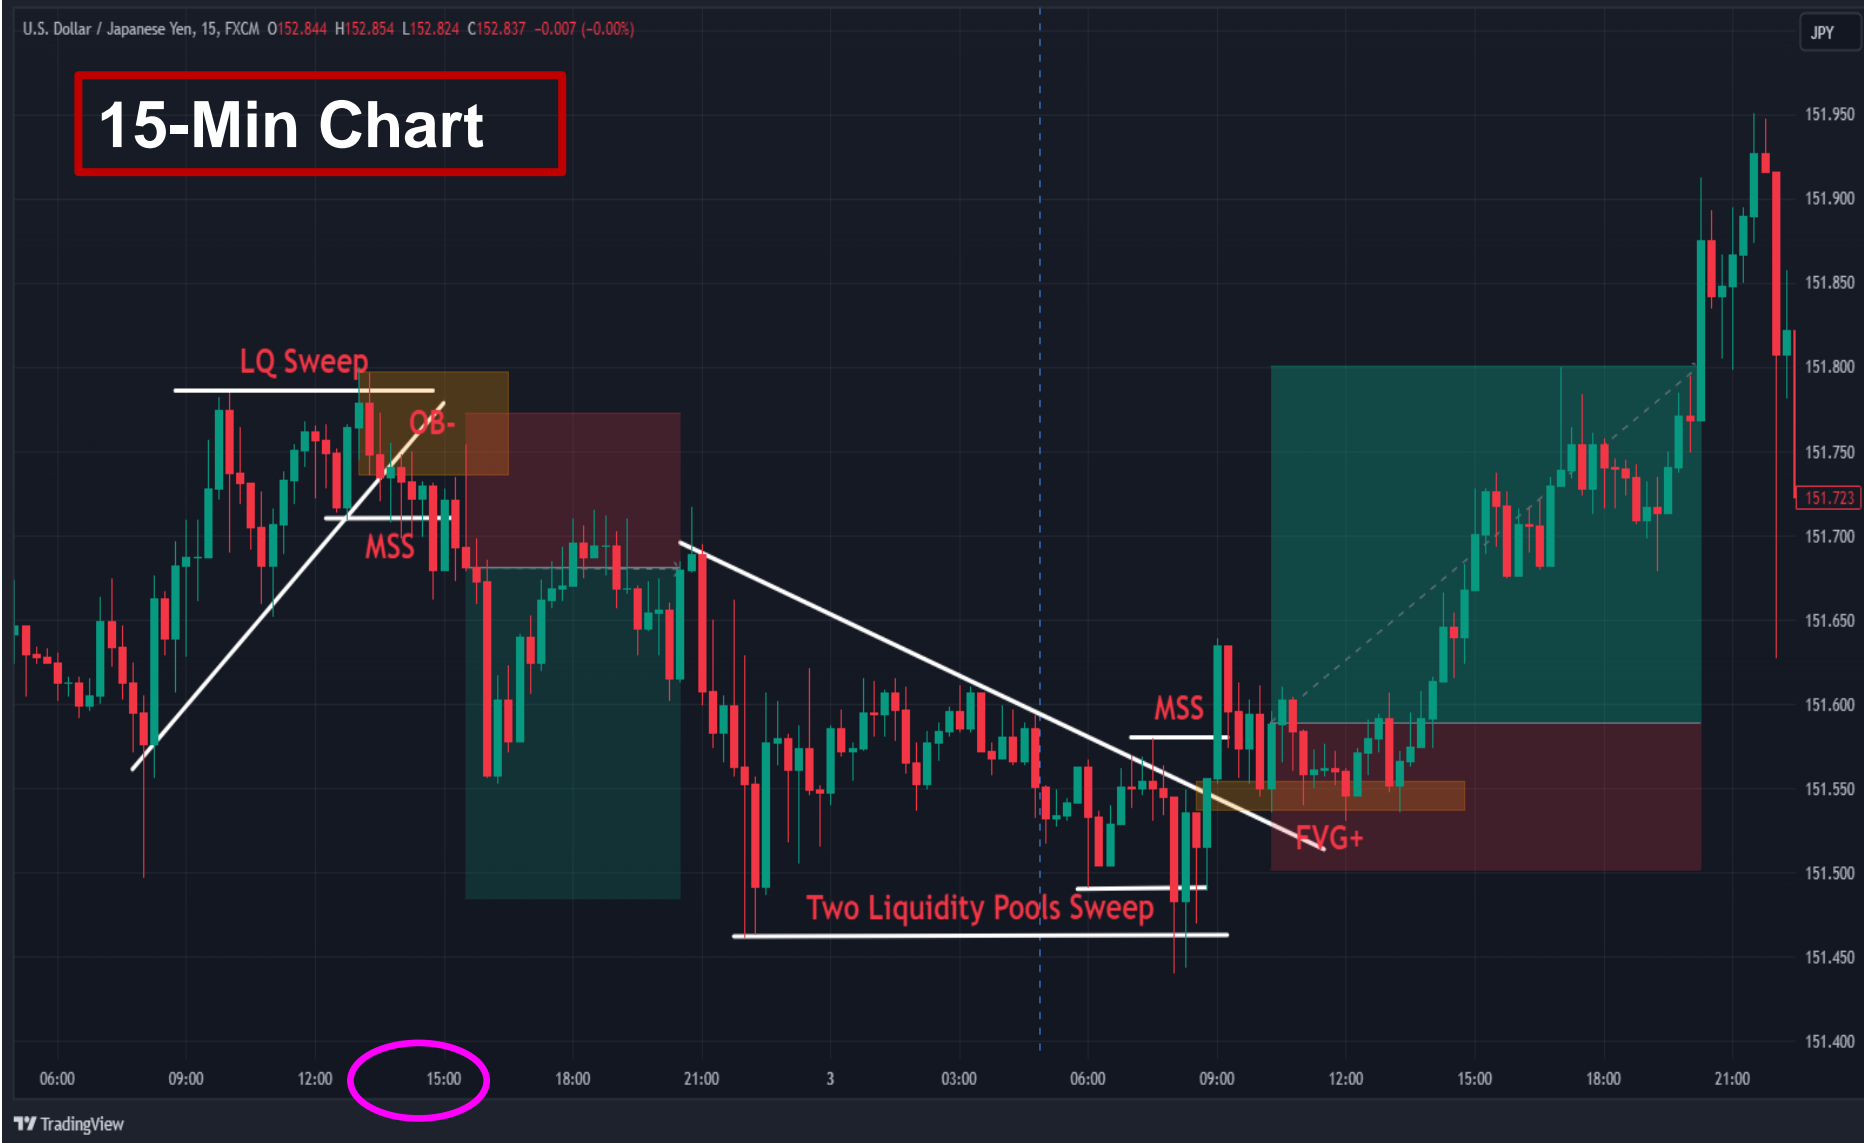 U.S. Dollar / Japanese Yen, 15, FXCM O152.844 H152.854 L152.824 C152.837 −0.007 (−0.00%)
JPY
15-Min Chart
151.950
151.900
151.850
LQ Sweep
151.800
OB-
151.750
151.723
MSS
151.700
151.650
MSS
151.600
151.550
FVG+
151.500
Two Liquidity Pools Sweep
151.450
151.400
06:00 09:00 12:00 15:00 18:00 21:00 3 03:00 06:00 09:00 12:00 15:00 18:00 21:00
TradingView